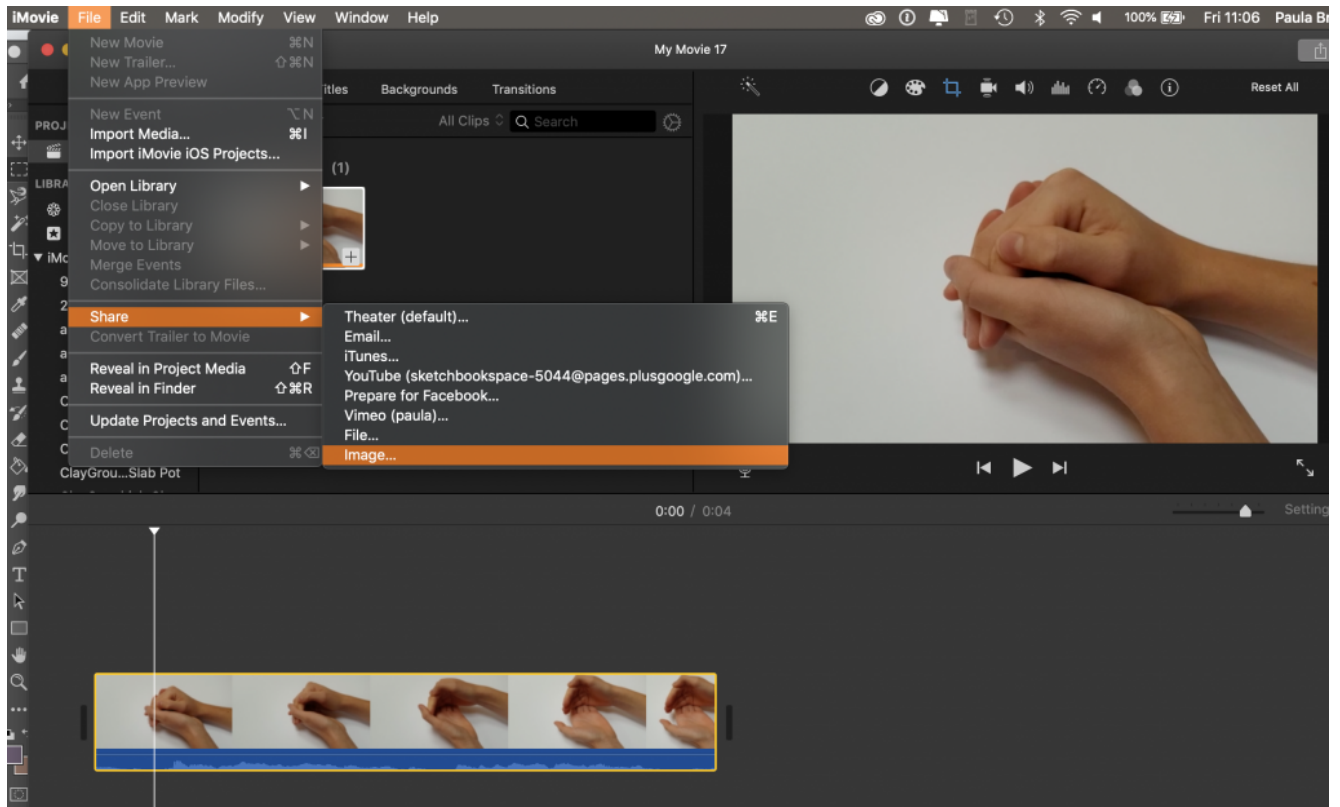 iMovie File Edit Mark Modify View Window Help 100% Fri 11:06 Paula Br
My Movie 17
New Movie ⌘N
New Trailer... ⇧⌘N
New App Preview
itles Backgrounds Transitions
Reset All
New Event ⌥N
PROJ
All Clips Search
Import Media... ⌘I
Import iMovie iOS Projects...
(1)
LIBRA
Open Library
Close Library
Copy to Library
Move to Library
iMo
Merge Events
9
Consolidate Library Files...
2
Share
a
Convert Trailer to Movie
a
Reveal in Project Media ⇧F
a
Reveal in Finder ⇧⌘R
C
Update Projects and Events...
C
C
Delete ⌘⌫
Theater (default)... ⌘E
Email...
iTunes...
YouTube (sketchbookspace-5044@pages.plusgoogle.com)...
Prepare for Facebook...
Vimeo (paula)...
File...
Image...
ClayGrou...Slab Pot
0:00 / 0:04
Setting
T